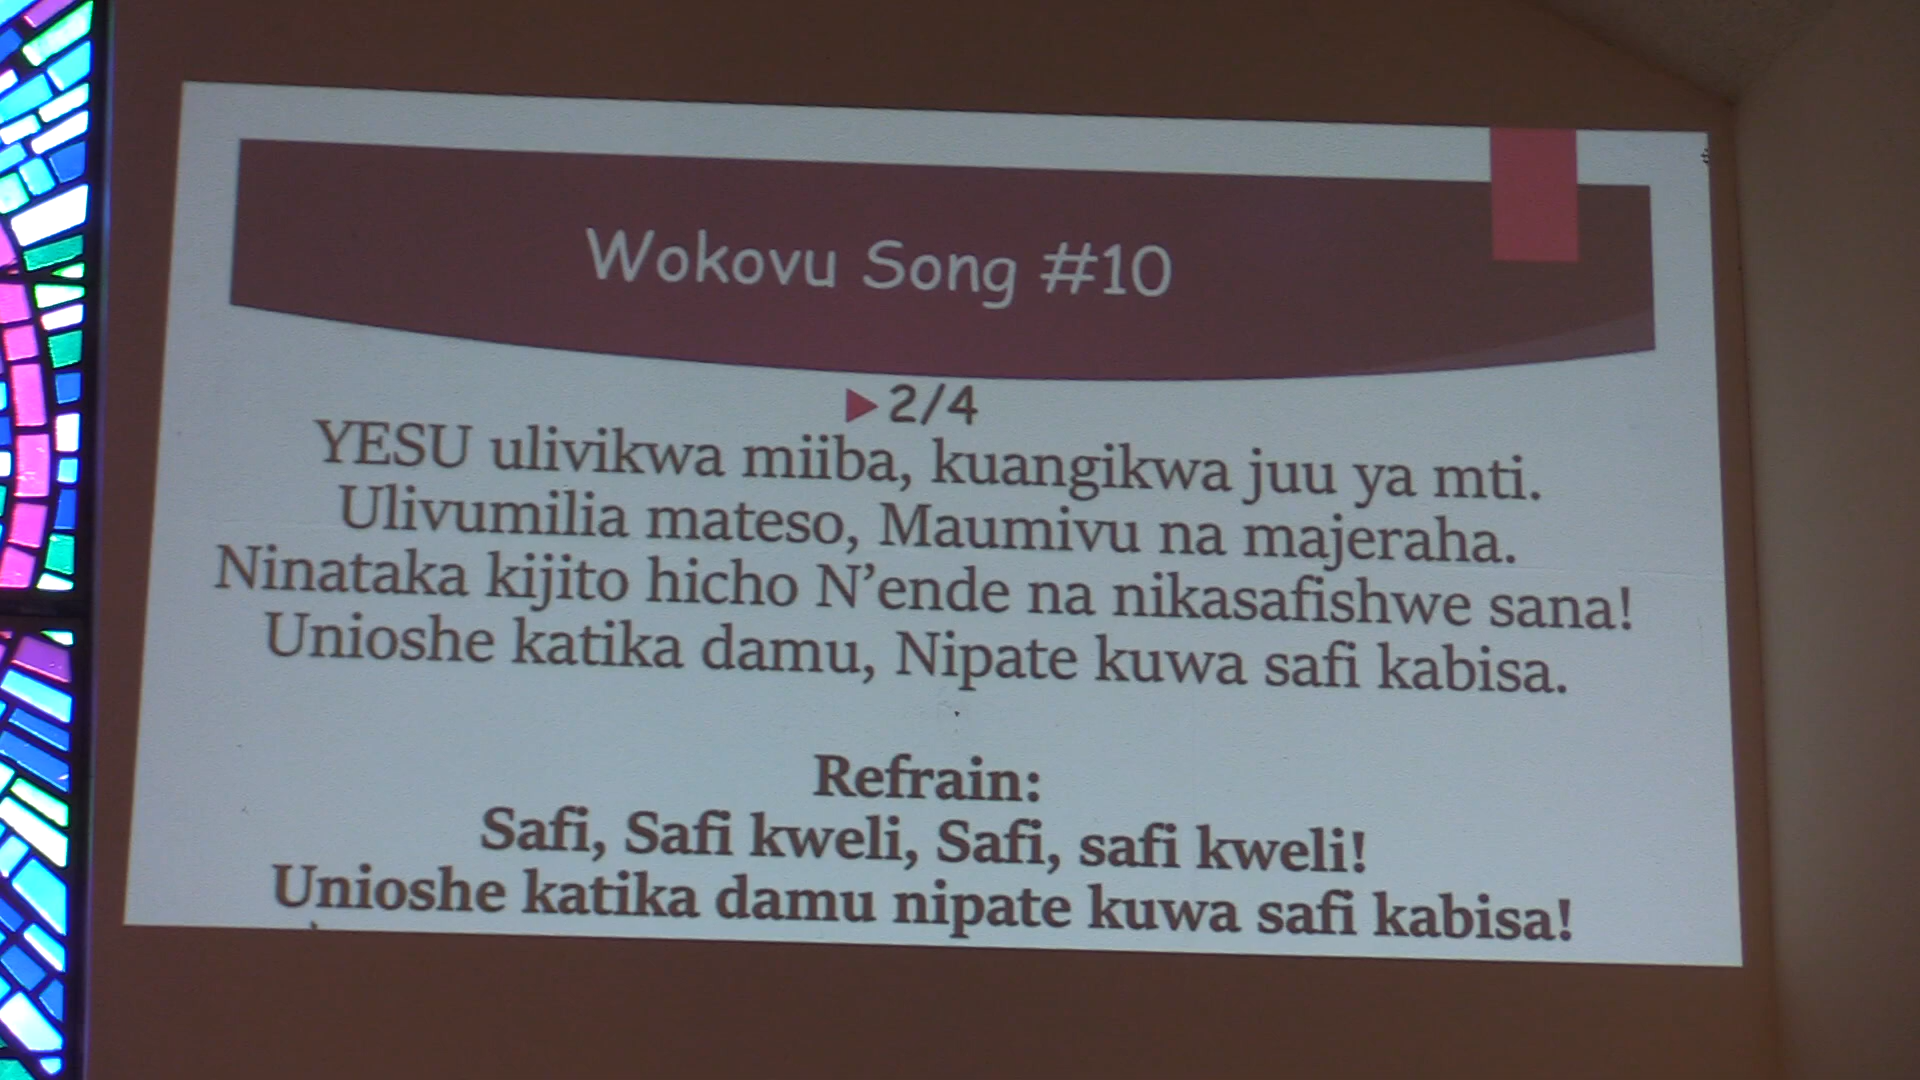 Wokovu Song #10
2/4
YESU ulivikwa miiba, kuangikwa juu ya mti.
Ulivumilia mateso, Maumivu na majeraha.
Ninataka kijito hicho N'ende na nikasafishwe sana!
Unioshe katika damu, Nipate kuwa safi kabisa.
Refrain:
Safi, Safi kweli, Safi, safi kweli!
Unioshe katika damu nipate kuwa safi kabisa!